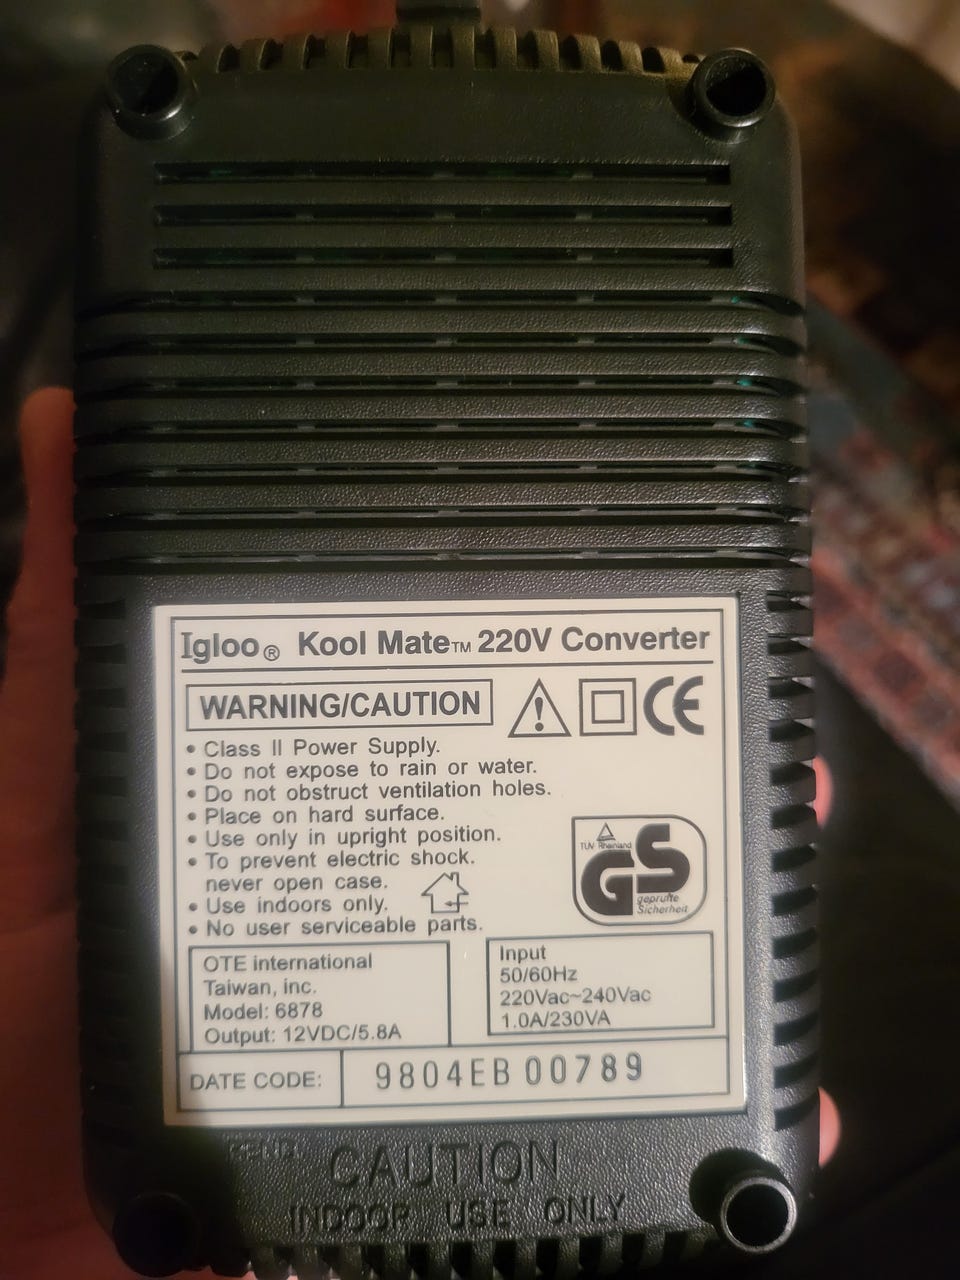 Igloo® Kool Mate™ 220V Converter
WARNING/CAUTION
CE
• Class II Power Supply.
• Do not expose to rain or water.
• Do not obstruct ventilation holes.
• Place on hard surface.
• Use only in upright position.
• To prevent electric shock.
never open case.
• Use indoors only.
• No user serviceable parts.
TÜV Rheinland
GS
geprüfte
Sicherheit
OTE international
Taiwan, inc.
Model: 6878
Output: 12VDC/5.8A
Input
50/60Hz
220Vac~240Vac
1.0A/230VA
DATE CODE: 9804EB 00789
CAUTION
INDOOR USE ONLY